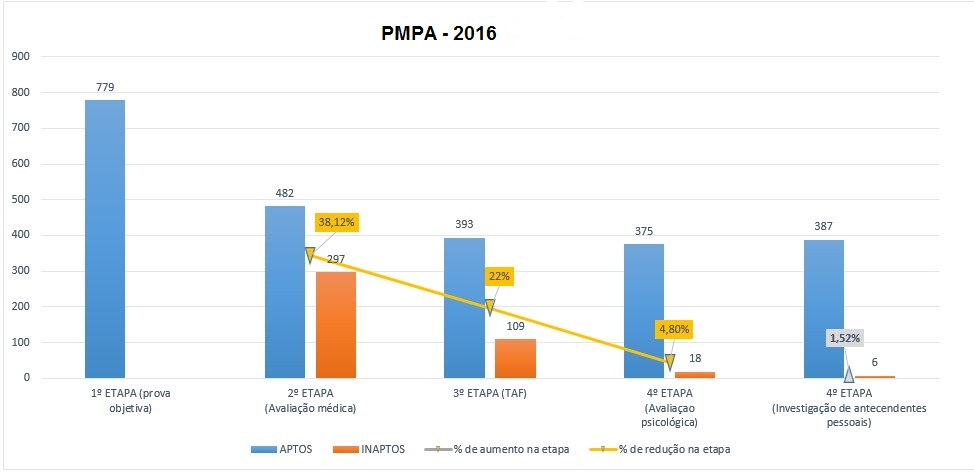 PMPA - 2016
900
800
700
600
500
400
300
200
100
0
779
482
38,12%
297
393
22%
109
375
4,80%
18
387
1,52%
6
1º ETAPA (prova
objetiva)
2º ETAPA
(Avaliação médica)
3º ETAPA (TAF)
4º ETAPA
(Avaliaçao
psicológica)
4º ETAPA
(Investigação de antecendentes
pessoais)
APTOS
INAPTOS
% de aumento na etapa
% de redução na etapa